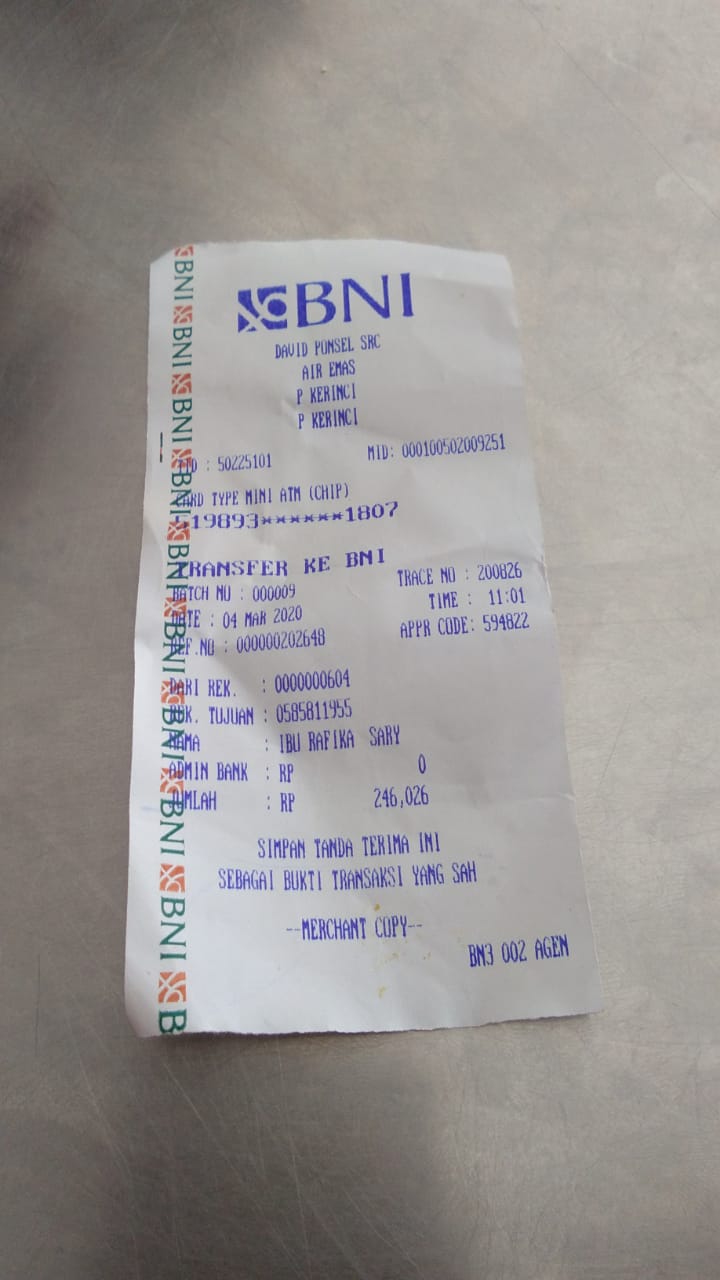 BNI
DAVID PONSEL SRC
AIR EMAS
P KERINCI
P KERINCI
TID : 50225101 MID: 000100502009251
CARD TYPE MINI ATM (CHIP)
519893******1807
TRANSFER KE BNI
BATCH NO : 000009 TRACE NO : 200826
DATE : 04 MAR 2020 TIME : 11:01
REF.NO : 000000202648 APPR CODE: 594822
DARI REK. : 0000000604
REK. TUJUAN : 0585811955
NAMA : IBU RAFIKA SARY
ADMIN BANK : RP 0
JUMLAH : RP 246,026
SIMPAN TANDA TERIMA INI
SEBAGAI BUKTI TRANSAKSI YANG SAH
--MERCHANT COPY--
BN3 002 AGEN
BNI BNI BNI BNI BNI BNI BNI BNI BNI BNI B